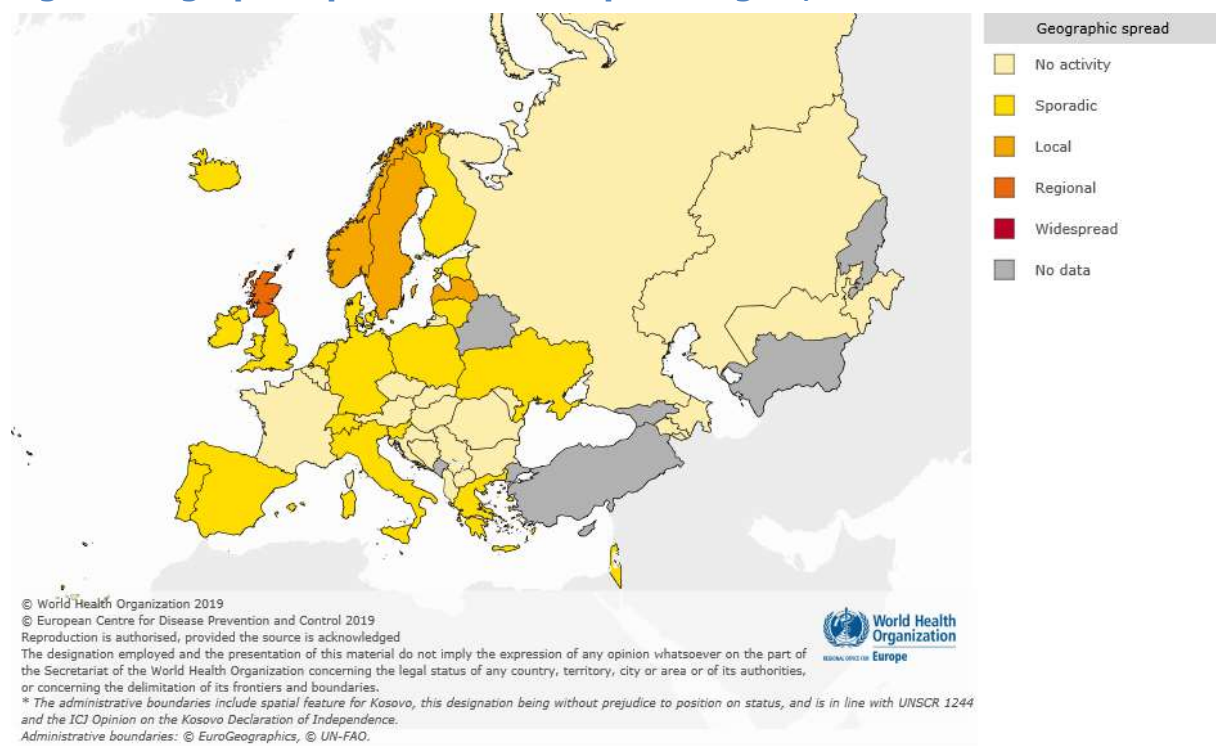 Geographic spread
No activity
Sporadic
Local
Regional
Widespread
No data
© World Health Organization 2019
© European Centre for Disease Prevention and Control 2019
Reproduction is authorised, provided the source is acknowledged
The designation employed and the presentation of this material do not imply the expression of any opinion whatsoever on the part of
the Secretariat of the World Health Organization concerning the legal status of any country, territory, city or area or of its authorities,
or concerning the delimitation of its frontiers and boundaries.
* The administrative boundaries include spatial feature for Kosovo, this designation being without prejudice to position on status, and is in line with UNSCR 1244
and the ICJ Opinion on the Kosovo Declaration of Independence.
Administrative boundaries: © EuroGeographics, © UN-FAO.
World Health
Organization
REGIONAL OFFICE FOR Europe